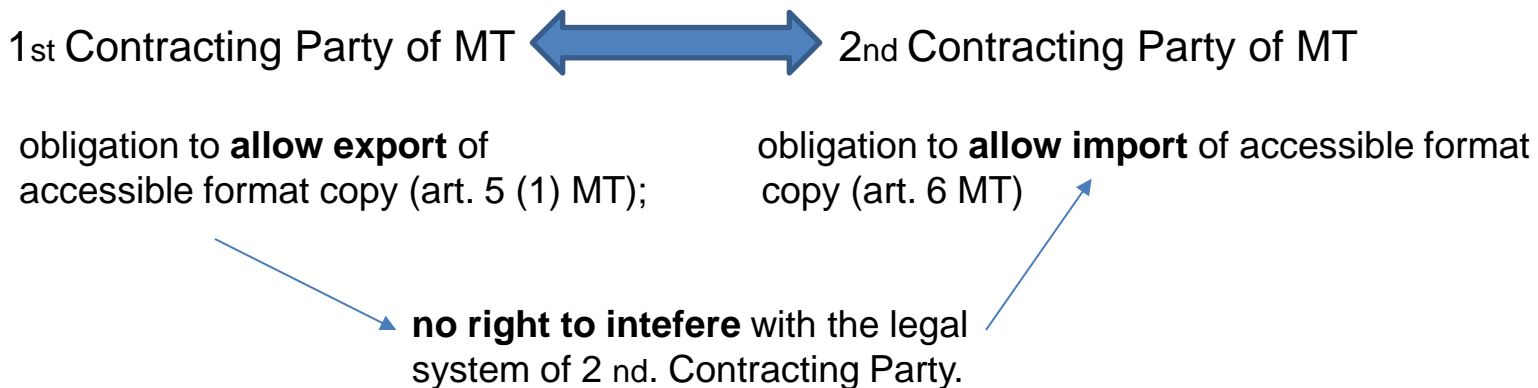 1st Contracting Party of MT
2nd Contracting Party of MT
obligation to allow export of
accessible format copy (art. 5 (1) MT);
obligation to allow import of accessible format
copy (art. 6 MT)
no right to intefere with the legal
system of 2 nd. Contracting Party.